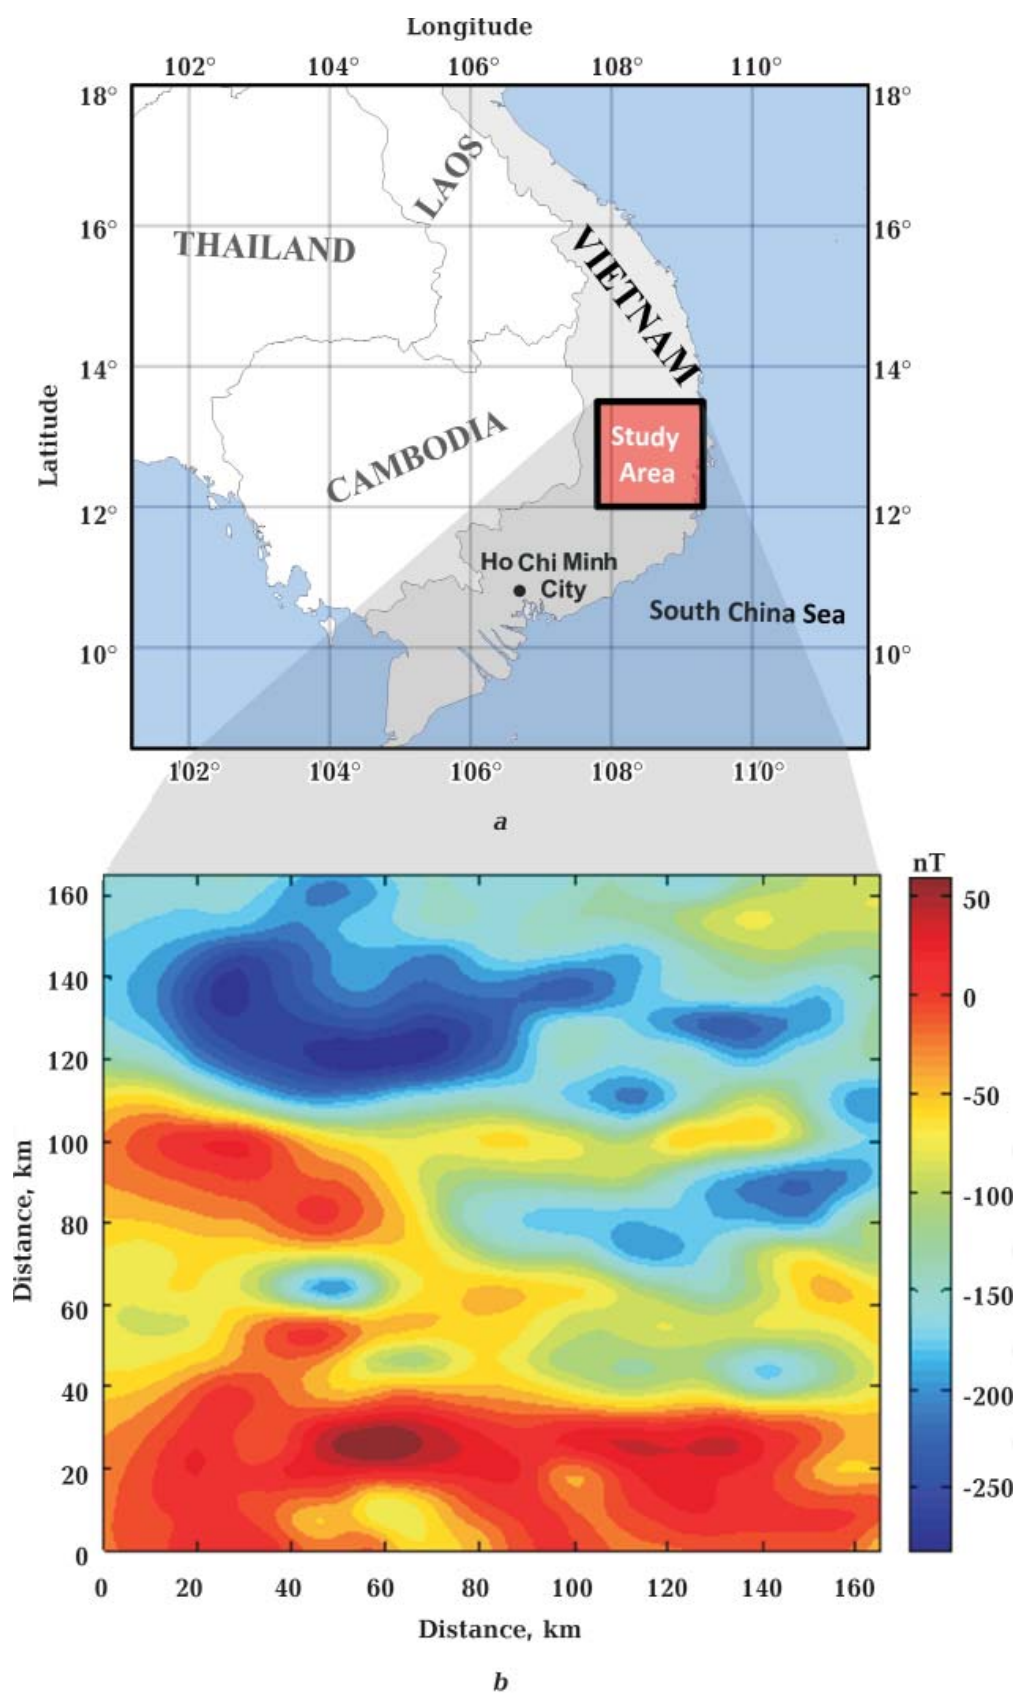 Longitude
102° 104° 106° 108° 110°
18° 18°
LAOS
16° 16°
THAILAND
VIETNAM
14° 14°
Latitude
Study
Area
CAMBODIA
12° 12°
Ho Chi Minh
City
South China Sea
10° 10°
102° 104° 106° 108° 110°
a
nT
160 50
140 0
120 -50
100 -100
Distance, km
80 -150
60
40 -200
20 -250
0
0 20 40 60 80 100 120 140 160
Distance, km
b